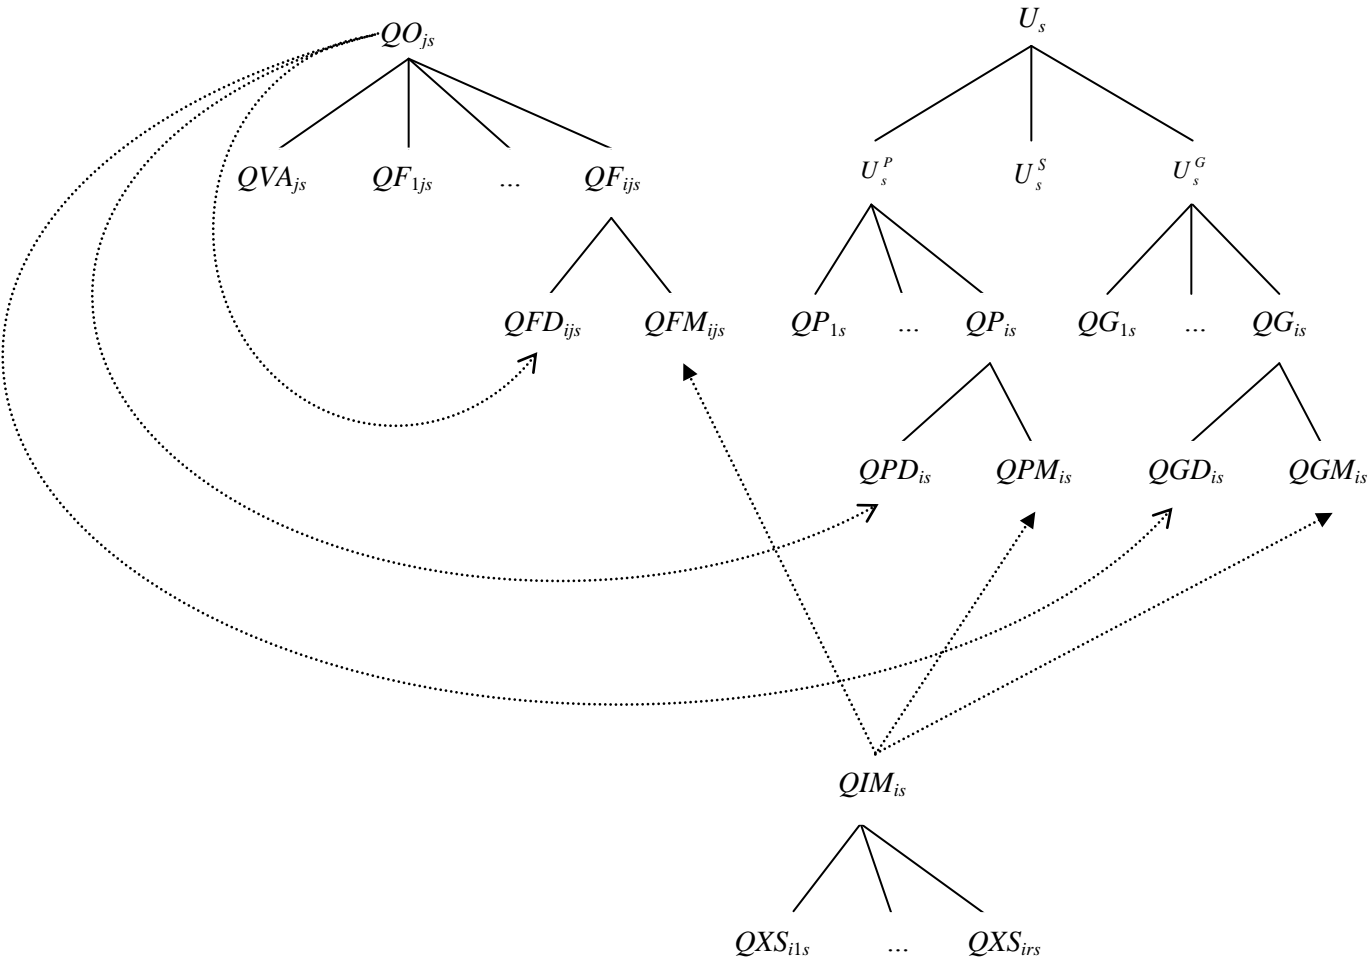 QO_js U_s
QVA_js QF_1js ... QF_ijs U_s^P U_s^S U_s^G
QFD_ijs QFM_ijs QP_1s ... QP_is QG_1s ... QG_is
QPD_is QPM_is QGD_is QGM_is
QIM_is
QXS_i1s ... QXS_irs